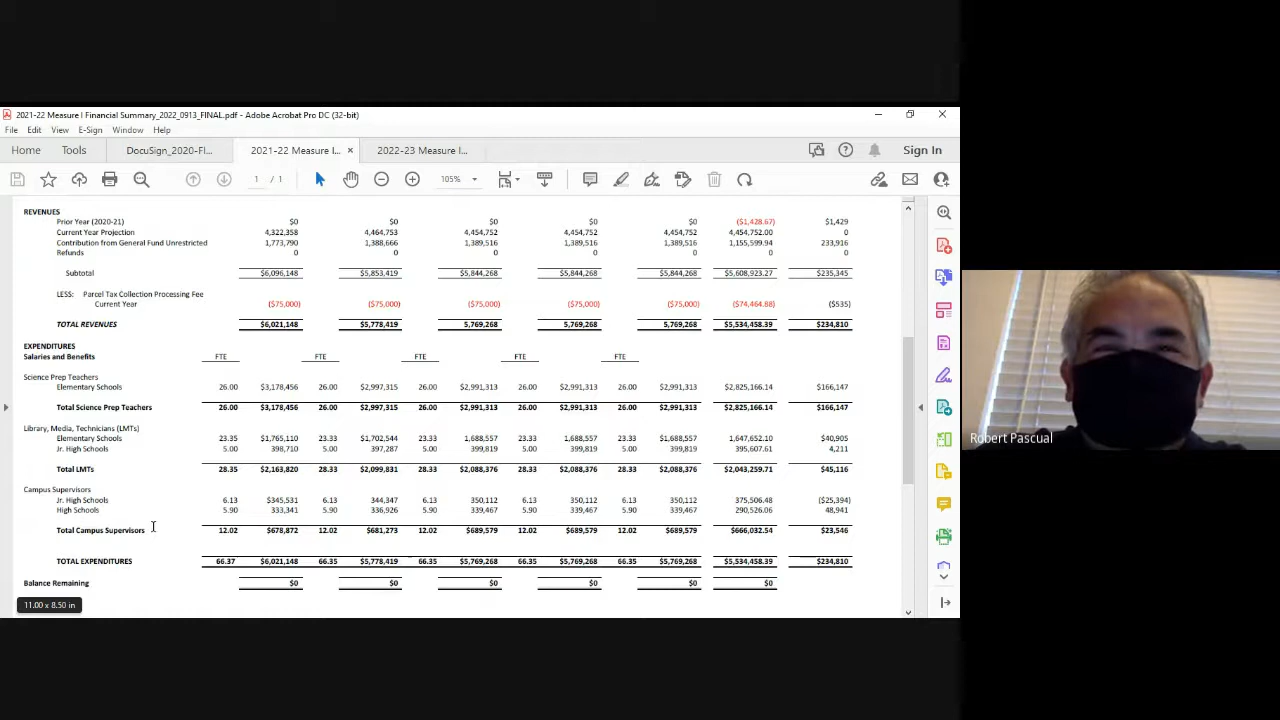 2021-22 Measure I Financial Summary_2022_0913_FINAL.pdf - Adobe Acrobat Pro DC (32-bit)
File Edit View E-Sign Window Help
Home Tools DocuSign_2020-FI... 2021-22 Measure I... × 2022-23 Measure I... Sign In
1 / 1 105%
REVENUES
Prior Year (2020-21) $0 $0 $0 $0 $0 ($1,428.67) $1,429
Current Year Projection 4,322,358 4,464,753 4,454,752 4,454,752 4,454,752 4,454,752.00 0
Contribution from General Fund Unrestricted 1,773,790 1,388,666 1,389,516 1,389,516 1,389,516 1,155,599.94 233,916
Refunds 0 0 0 0 0 0 0
Subtotal $6,096,148 $5,853,419 $5,844,268 $5,844,268 $5,844,268 $5,608,923.27 $235,345
LESS: Parcel Tax Collection Processing Fee
Current Year ($75,000) ($75,000) ($75,000) ($75,000) ($75,000) ($74,464.88) ($535)
TOTAL REVENUES $6,021,148 $5,778,419 5,769,268 5,769,268 5,769,268 $5,534,458.39 $234,810
EXPENDITURES
Salaries and Benefits FTE FTE FTE FTE FTE
Science Prep Teachers
Elementary Schools 26.00 $3,178,456 26.00 $2,997,315 26.00 $2,991,313 26.00 $2,991,313 26.00 $2,991,313 2,825,166.14 $166,147
Total Science Prep Teachers 26.00 $3,178,456 26.00 $2,997,315 26.00 $2,991,313 26.00 $2,991,313 26.00 $2,991,313 $2,825,166.14 $166,147
Library, Media, Technicians (LMTs)
Elementary Schools 23.35 $1,765,110 23.33 $1,702,544 23.33 1,688,557 23.33 1,688,557 23.33 $1,688,557 1,647,652.10 $40,905
Jr. High Schools 5.00 398,710 5.00 397,287 5.00 399,819 5.00 399,819 5.00 399,819 395,607.61 4,211
Total LMTs 28.35 $2,163,820 28.33 $2,099,831 28.33 $2,088,376 28.33 $2,088,376 28.33 $2,088,376 $2,043,259.71 $45,116
Campus Supervisors
Jr. High Schools 6.13 $345,531 6.13 344,347 6.13 350,112 6.13 350,112 6.13 350,112 375,506.48 ($25,394)
High Schools 5.90 333,341 5.90 336,926 5.90 339,467 5.90 339,467 5.90 339,467 290,526.06 48,941
Total Campus Supervisors 12.02 $678,872 12.02 $681,273 12.02 $689,579 12.02 $689,579 12.02 $689,579 $666,032.54 $23,546
TOTAL EXPENDITURES 66.37 $6,021,148 66.35 $5,778,419 66.35 $5,769,268 66.35 $5,769,268 66.35 $5,769,268 $5,534,458.39 $234,810
Balance Remaining $0 $0 $0 $0 $0 $0
11.00 x 8.50 in
Robert Pascual